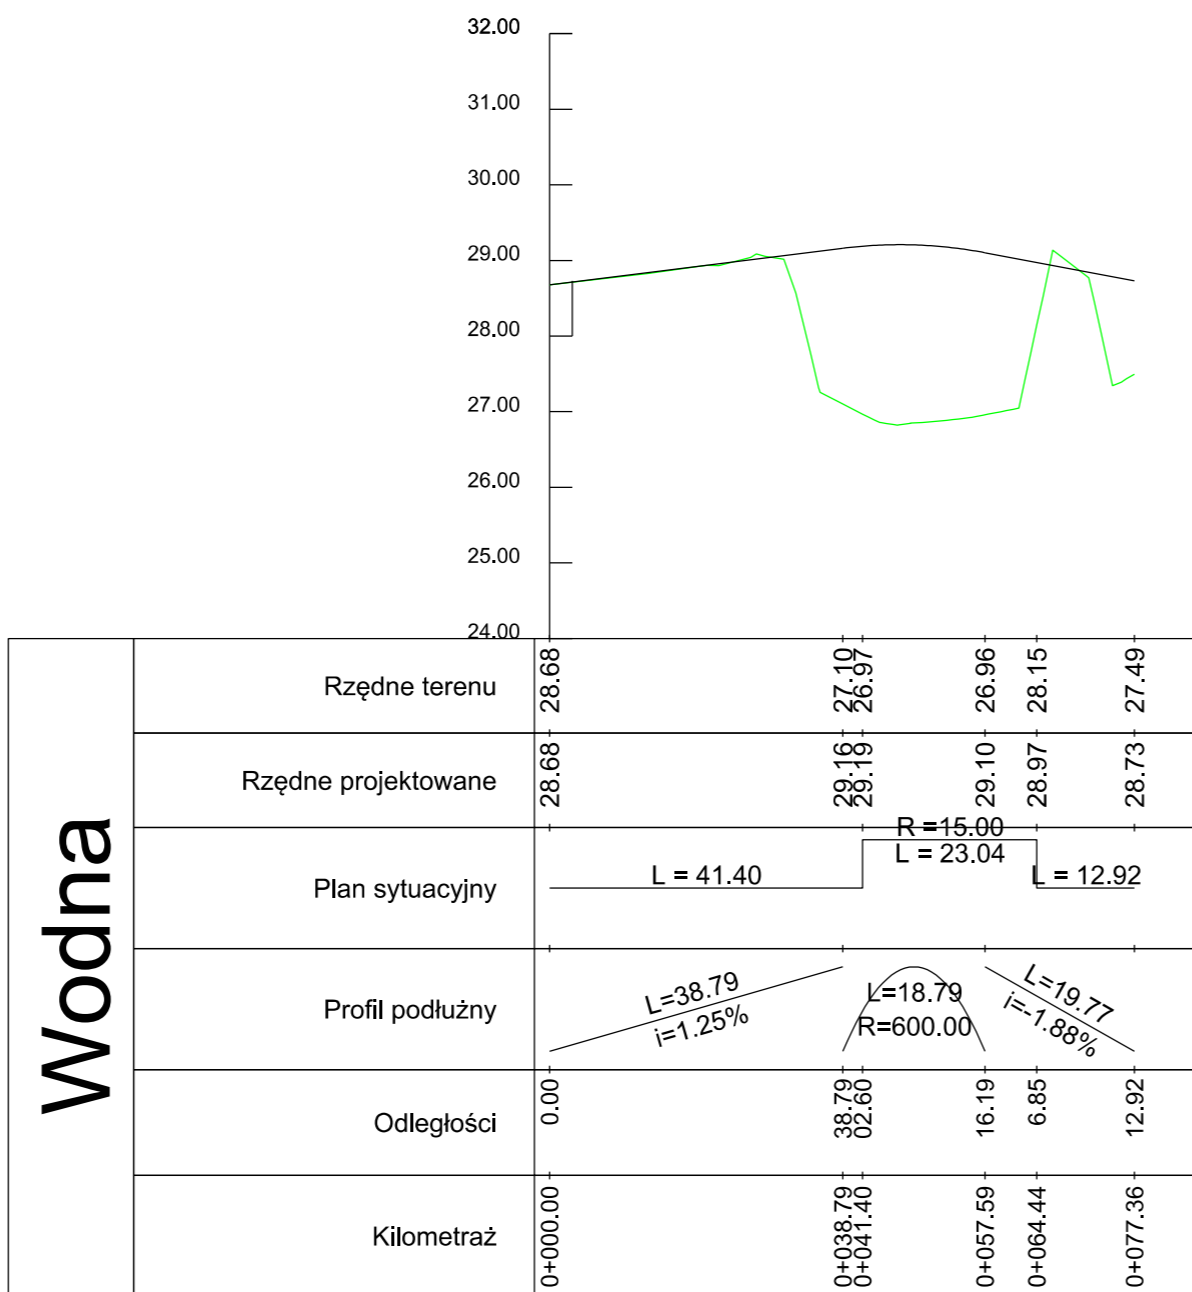 32.00
31.00
30.00
29.00
28.00
27.00
26.00
25.00
24.00
Wodna
Rzędne terenu
28.68
27.10
26.97
26.96
28.15
27.49
Rzędne projektowane
28.68
29.16
29.19
29.10
28.97
28.73
Plan sytuacyjny
L = 41.40
R =15.00
L = 23.04
L = 12.92
Profil podłużny
L=38.79
i=1.25%
L=18.79
R=600.00
L=19.77
i=-1.88%
Odległości
0.00
38.79
02.60
16.19
6.85
12.92
Kilometraż
0+000.00
0+038.79
0+041.40
0+057.59
0+064.44
0+077.36